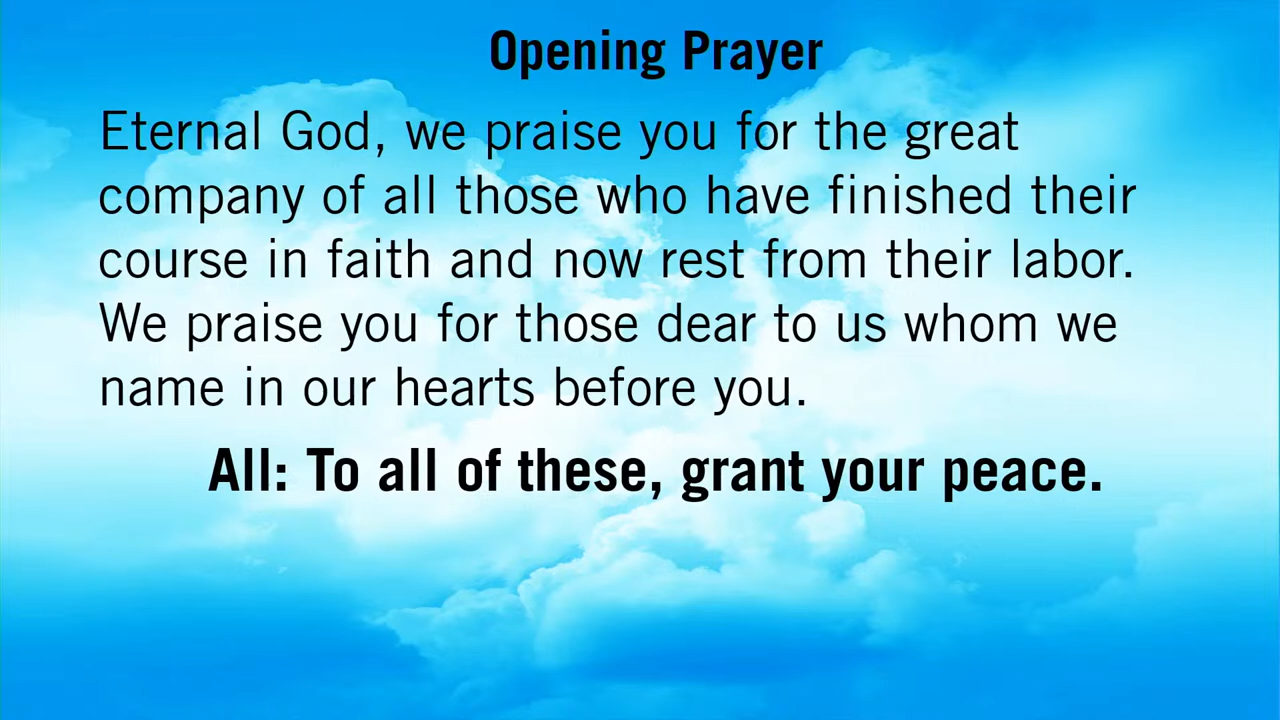 Opening Prayer
Eternal God, we praise you for the great
company of all those who have finished their
course in faith and now rest from their labor.
We praise you for those dear to us whom we
name in our hearts before you.
All: To all of these, grant your peace.